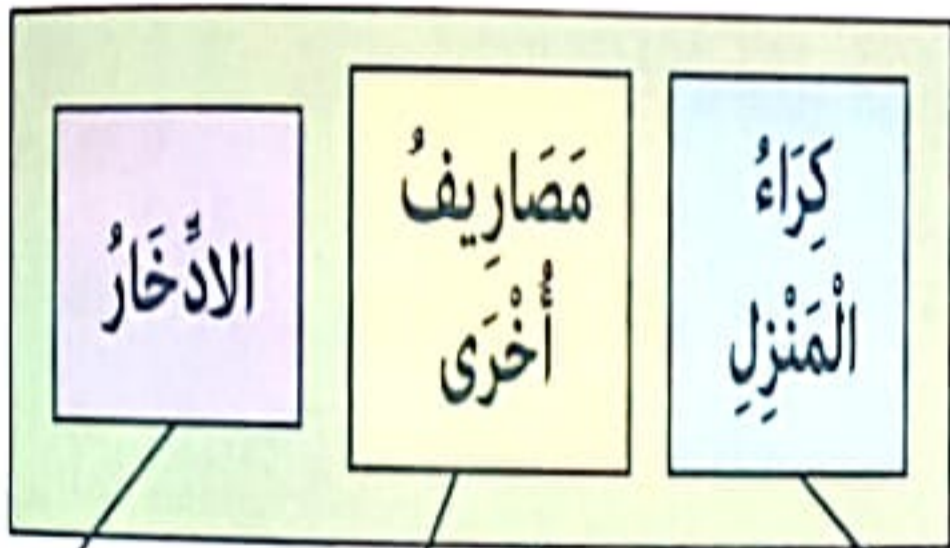 كِرَاءُ
الْمَنْزِلِ
مَصَارِيفُ
أُخْرَى
الادِّخَارُ